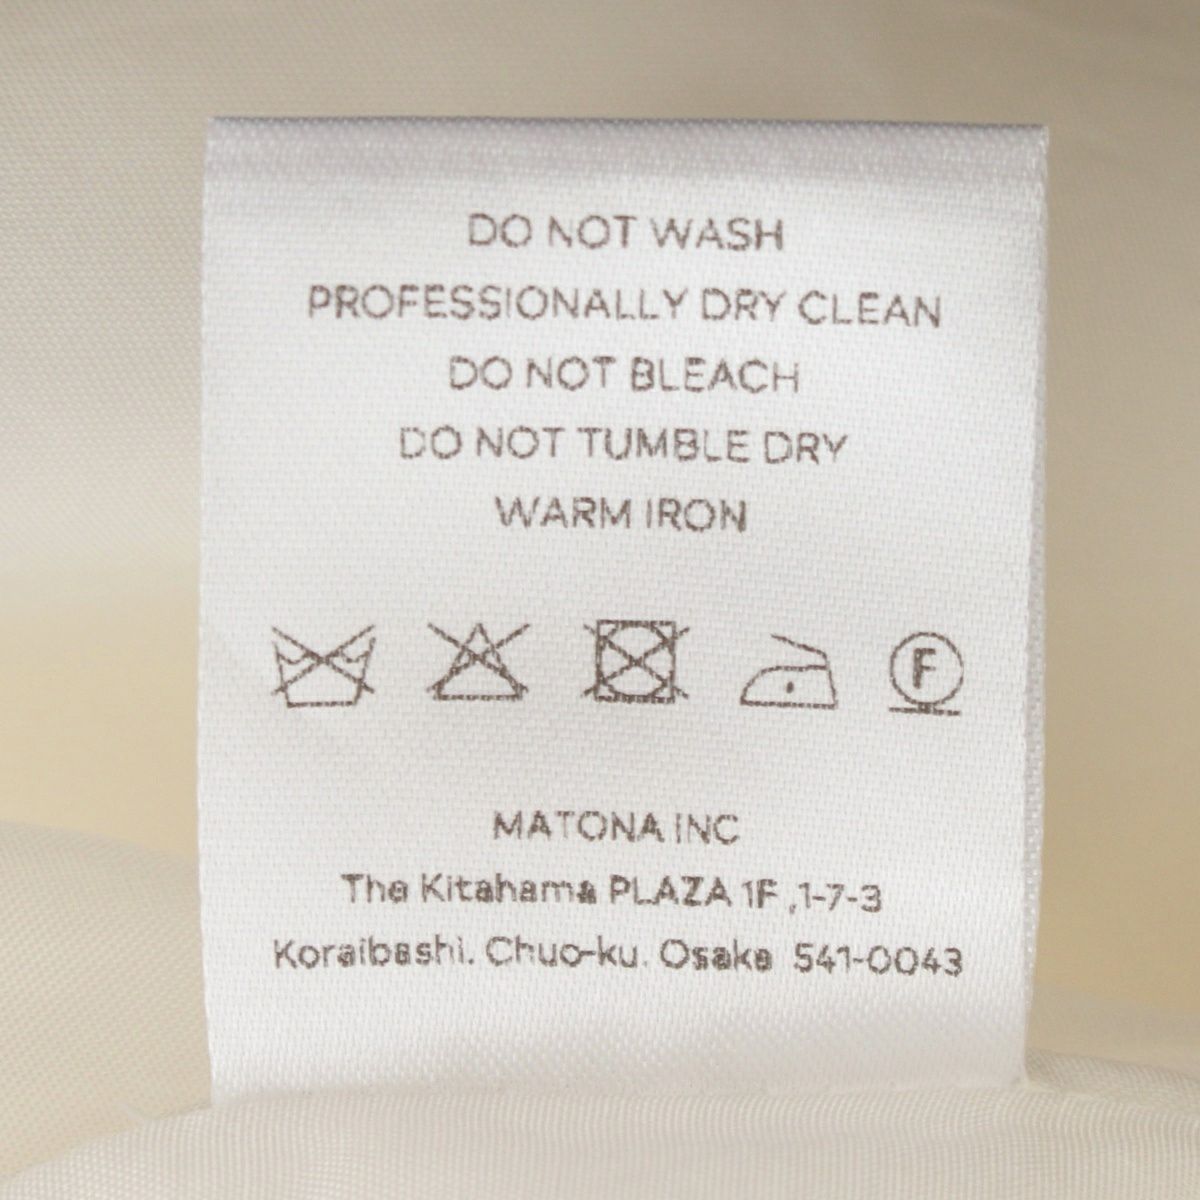 DO NOT WASH
PROFESSIONALLY DRY CLEAN
DO NOT BLEACH
DO NOT TUMBLE DRY
WARM IRON
F
MATONA INC
The Kitahama PLAZA 1F ,1-7-3
Koraibashi. Chuo-ku. Osaka 541-0043